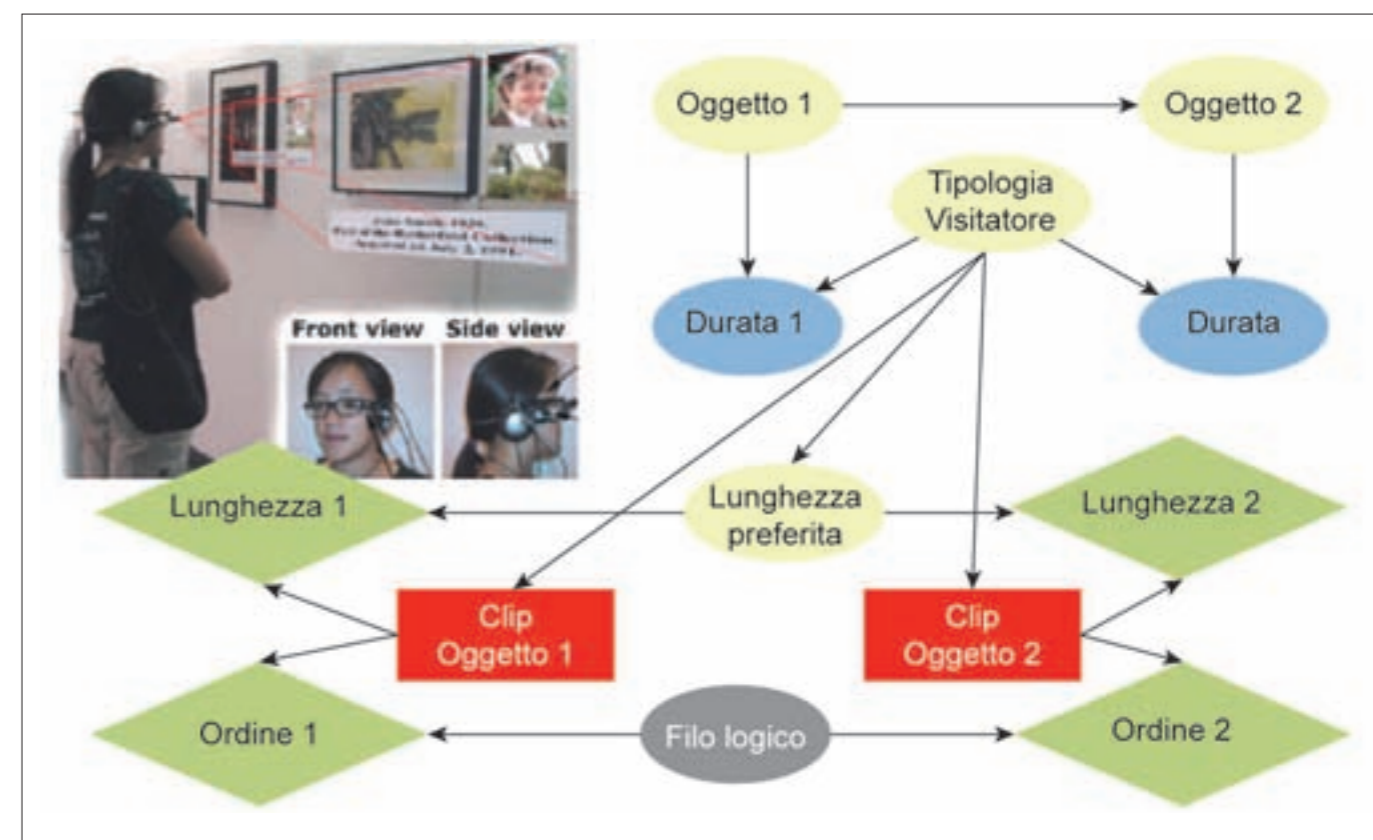 Oggetto 1
Oggetto 2
Tipologia
Visitatore
Durata 1
Durata
Front view
Side view
Lunghezza 1
Lunghezza
preferita
Lunghezza 2
Clip
Oggetto 1
Clip
Oggetto 2
Ordine 1
Filo logico
Ordine 2